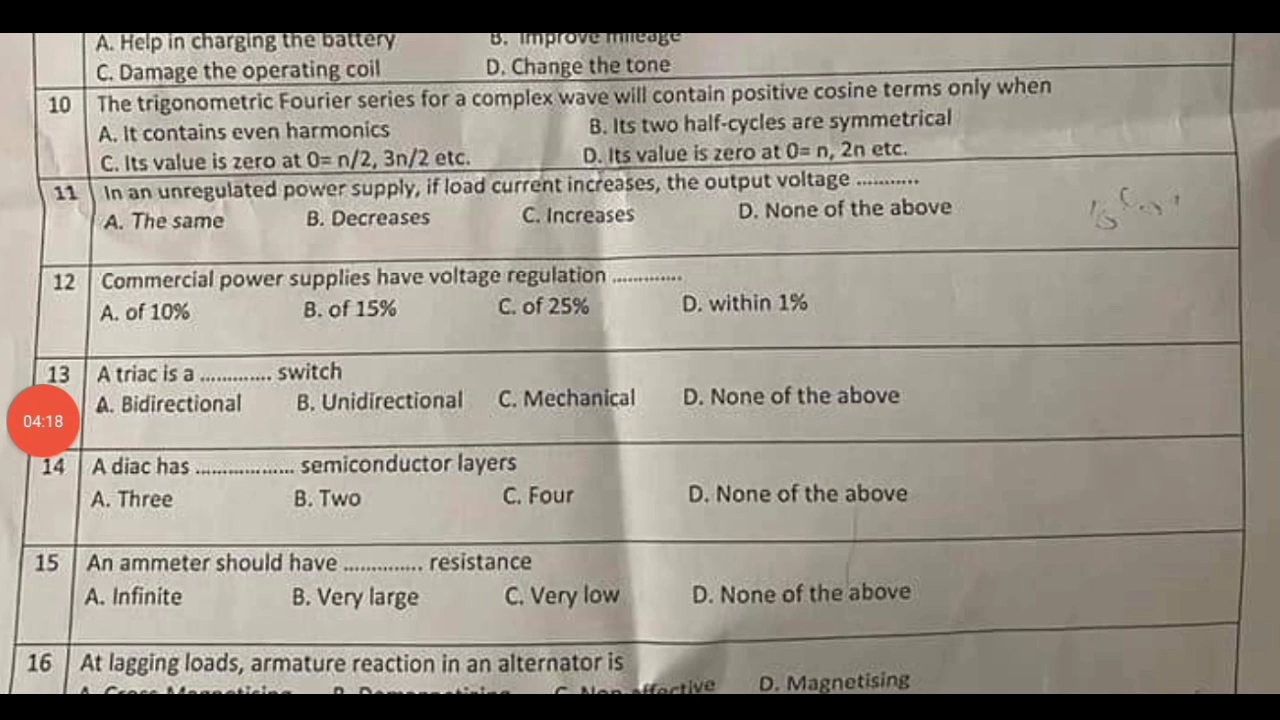 A. Help in charging the battery B. Improve mileage
C. Damage the operating coil D. Change the tone
10 The trigonometric Fourier series for a complex wave will contain positive cosine terms only when
A. It contains even harmonics B. Its two half-cycles are symmetrical
C. Its value is zero at 0= n/2, 3n/2 etc. D. Its value is zero at 0= n, 2n etc.
11 In an unregulated power supply, if load current increases, the output voltage ...........
A. The same B. Decreases C. Increases D. None of the above
12 Commercial power supplies have voltage regulation .............
A. of 10% B. of 15% C. of 25% D. within 1%
13 A triac is a ............. switch
A. Bidirectional B. Unidirectional C. Mechanical D. None of the above
04:18
14 A diac has .................. semiconductor layers
A. Three B. Two C. Four D. None of the above
15 An ammeter should have .............. resistance
A. Infinite B. Very large C. Very low D. None of the above
16 At lagging loads, armature reaction in an alternator is
A. Cross Magnetising B. Demagnetising C. Non effective D. Magnetising